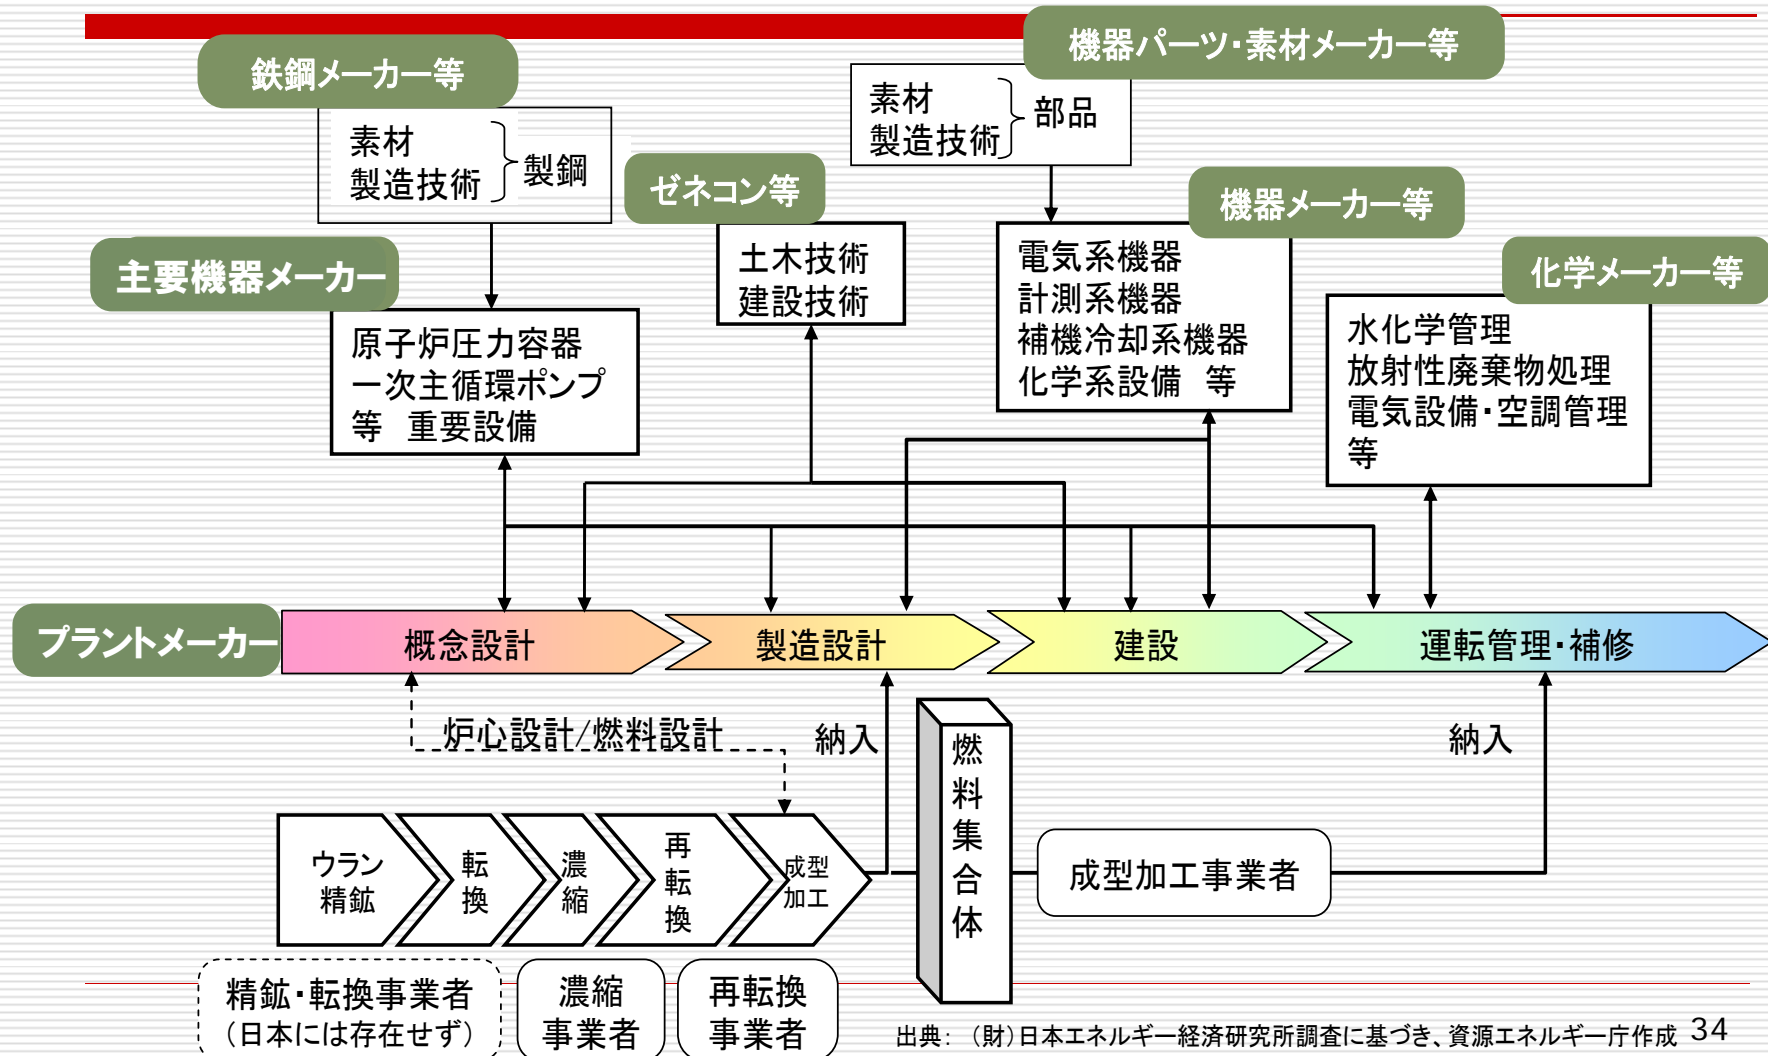 鉄鋼メーカー等
機器パーツ・素材メーカー等
素材
製造技術
製鋼
素材
製造技術
部品
ゼネコン等
機器メーカー等
主要機器メーカー
土木技術
建設技術
電気系機器
計測系機器
補機冷却系機器
化学系設備　等
化学メーカー等
原子炉圧力容器
一次主循環ポンプ
等　重要設備
水化学管理
放射性廃棄物処理
電気設備・空調管理
等
プラントメーカー
概念設計
製造設計
建設
運転管理・補修
炉心設計/燃料設計
納入
納入
燃
料
集
合
体
ウラン
精鉱
転
換
濃
縮
再
転
換
成型
加工
成型加工事業者
精鉱・転換事業者
（日本には存在せず）
濃縮
事業者
再転換
事業者
出典：（財）日本エネルギー経済研究所調査に基づき、資源エネルギー庁作成
34